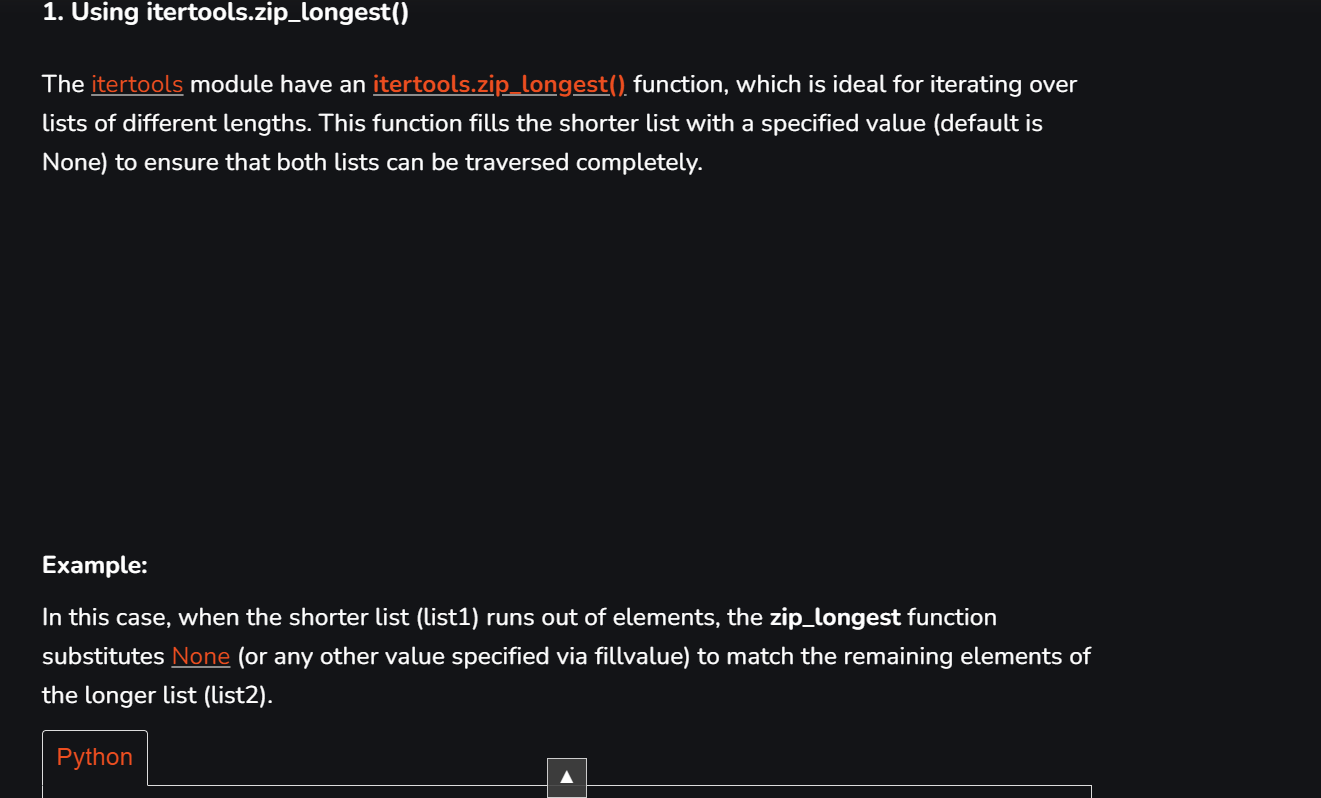 1. Using itertools.zip_longest()
The itertools module have an itertools.zip_longest() function, which is ideal for iterating over
lists of different lengths. This function fills the shorter list with a specified value (default is
None) to ensure that both lists can be traversed completely.
Example:
In this case, when the shorter list (list1) runs out of elements, the zip_longest function
substitutes None (or any other value specified via fillvalue) to match the remaining elements of
the longer list (list2).
Python